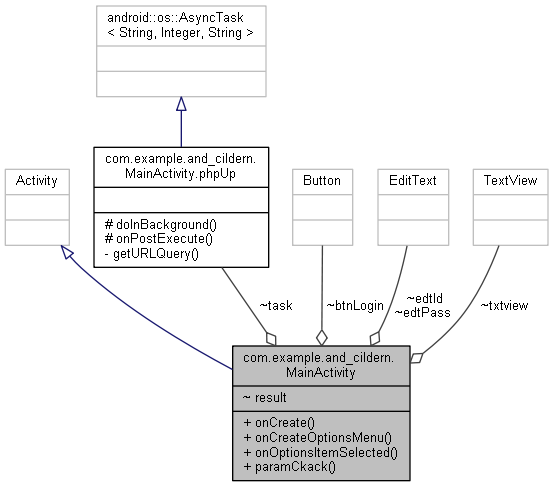 android::os::AsyncTask
< String, Integer, String >
Activity
com.example.and_cildern.
MainActivity.phpUp
# doInBackground()
# onPostExecute()
- getURLQuery()
Button
EditText
TextView
~task
~btnLogin
~edtId
~edtPass
~txtview
com.example.and_cildern.
MainActivity
~ result
+ onCreate()
+ onCreateOptionsMenu()
+ onOptionsItemSelected()
+ paramCkack()